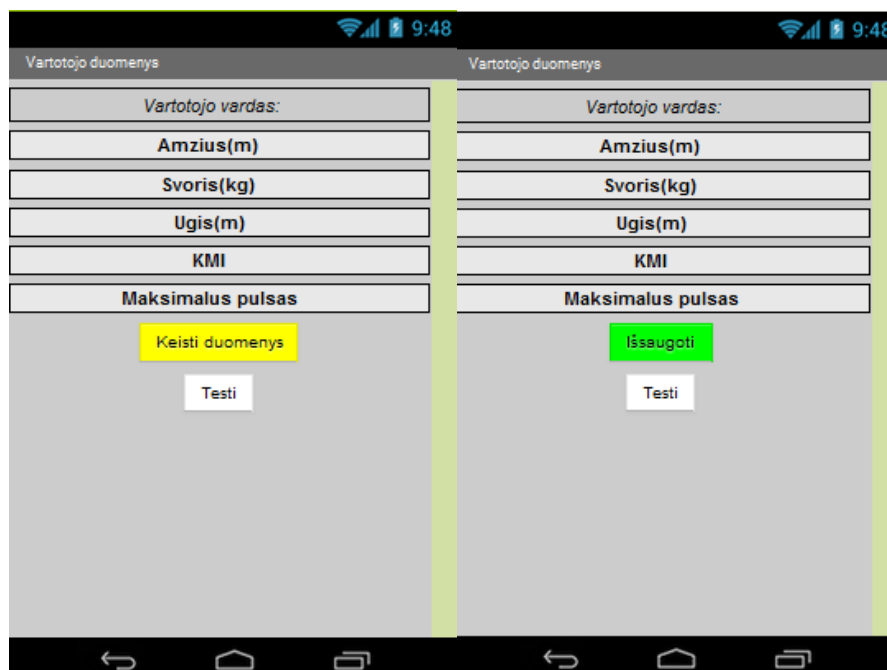 9:48
Vartotojo duomenys
Vartotojo vardas:
Amzius(m)
Svoris(kg)
Ugis(m)
KMI
Maksimalus pulsas
Keisti duomenys
Testi
9:48
Vartotojo duomenys
Vartotojo vardas:
Amzius(m)
Svoris(kg)
Ugis(m)
KMI
Maksimalus pulsas
Išsaugoti
Testi